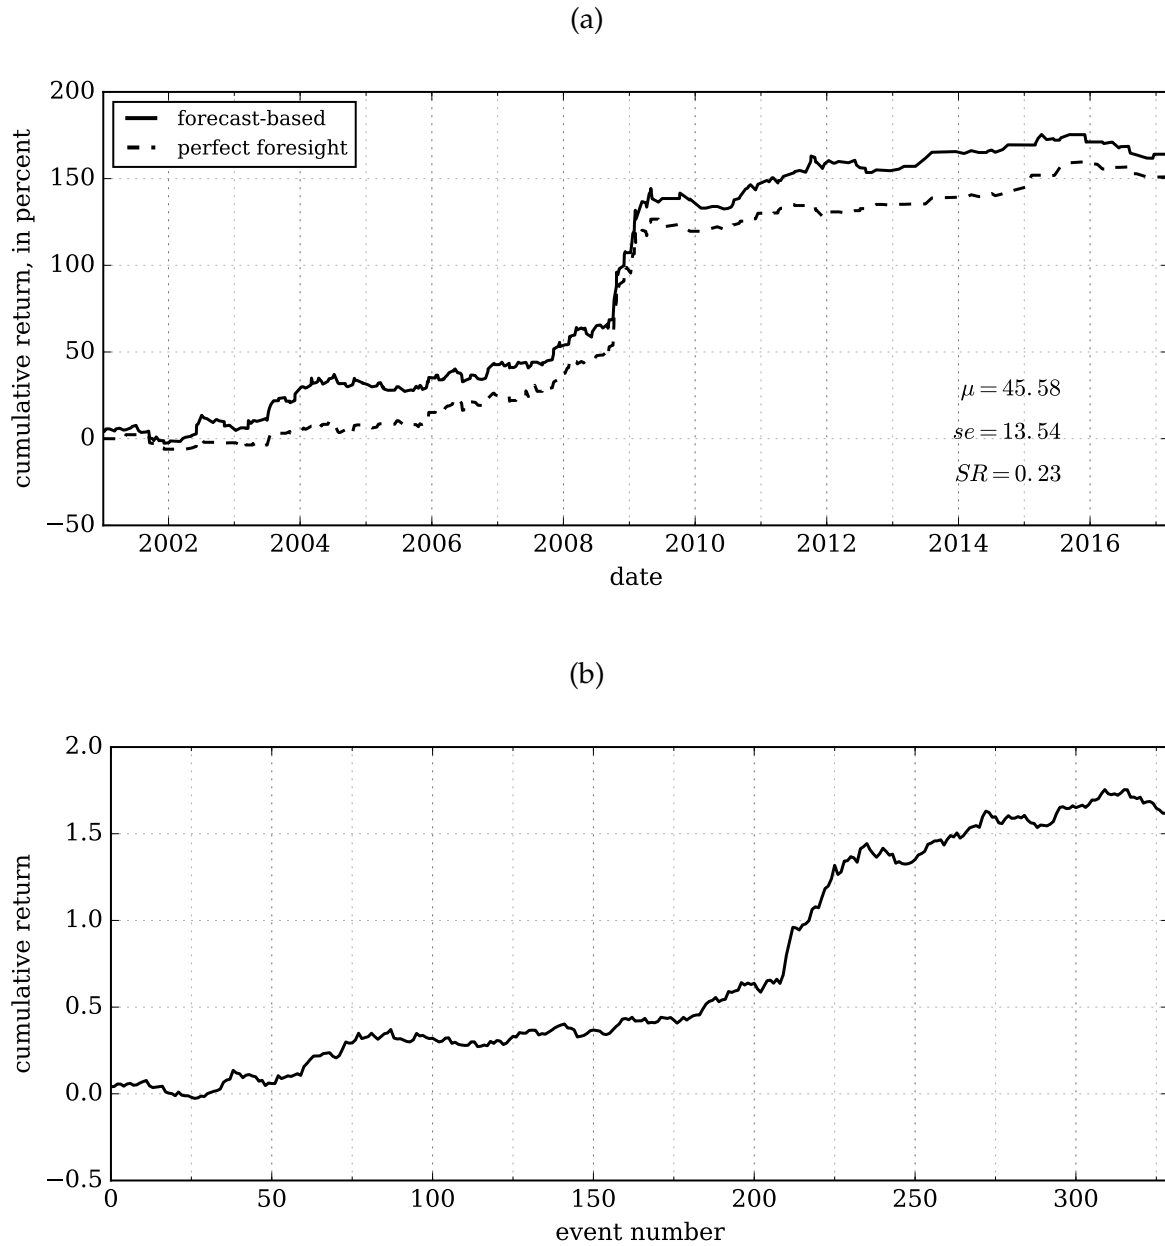 (a)
200
150
100
50
0
−50
cumulative return, in percent
forecast-based
perfect foresight
μ = 45.58
se = 13.54
SR = 0.23
2002 2004 2006 2008 2010 2012 2014 2016
date
(b)
2.0
1.5
1.0
0.5
0.0
−0.5
cumulative return
0 50 100 150 200 250 300
event number